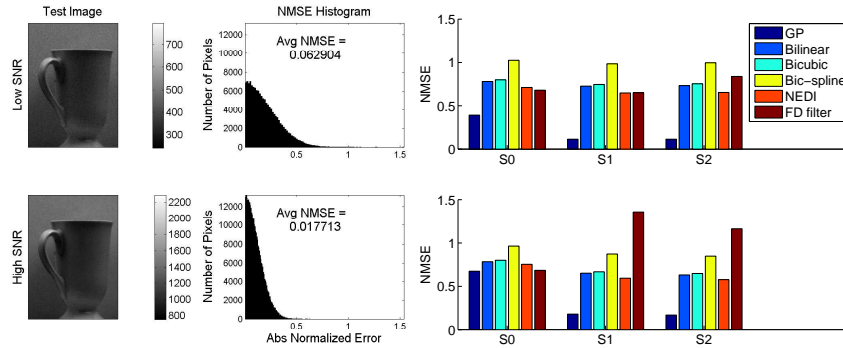 Test Image
NMSE Histogram
Low SNR
700
600
500
400
300
Number of Pixels
12000
10000
8000
6000
4000
2000
0
Avg NMSE =
0.062904
0.5
1
1.5
NMSE
1.5
1
0.5
0
S0
S1
S2
GP
Bilinear
Bicubic
Bic-spline
NEDI
FD filter
High SNR
2200
2000
1800
1600
1400
1200
1000
800
Number of Pixels
12000
10000
8000
6000
4000
2000
0
Avg NMSE =
0.017713
0.5
1
1.5
Abs Normalized Error
NMSE
1.5
1
0.5
0
S0
S1
S2